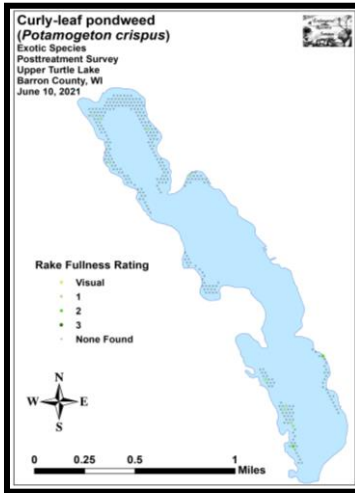 Curly-leaf pondweed
(Potamogeton crispus)
Exotic Species
Posttreatment Survey
Upper Turtle Lake
Barron County, WI
June 10, 2021
Rake Fullness Rating
Visual
1
2
3
None Found
N
W E
S
0 0.25 0.5 1
Miles